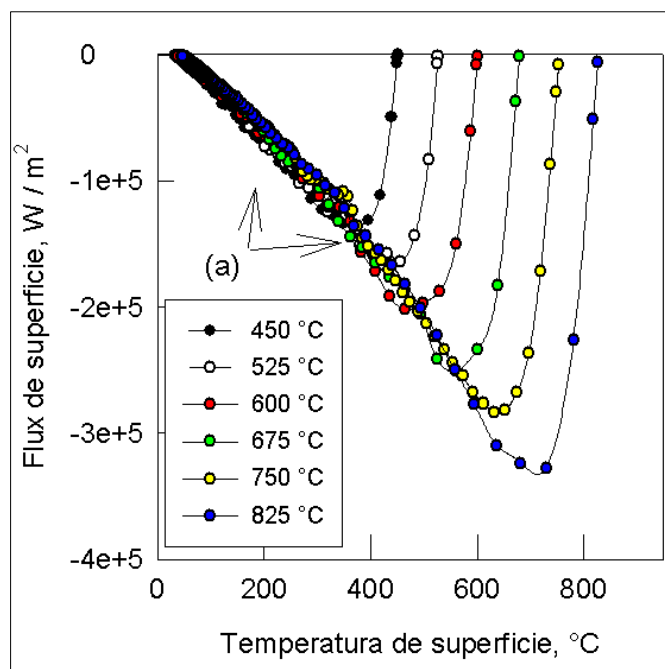 0
-1e+5
-2e+5
-3e+5
-4e+5
Flux de superficie, W / m²
(a)
450 °C
525 °C
600 °C
675 °C
750 °C
825 °C
0 200 400 600 800
Temperatura de superficie, °C